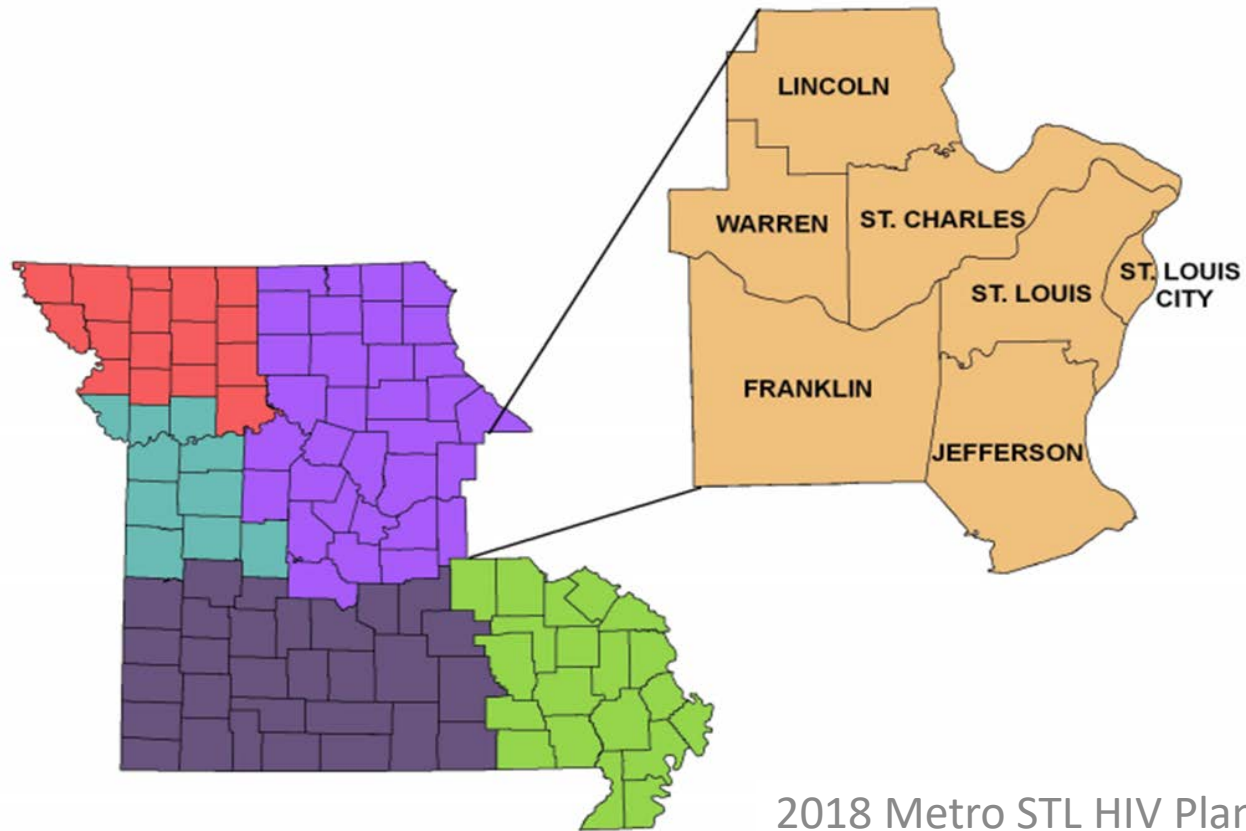 LINCOLN
WARREN
ST. CHARLES
ST. LOUIS
CITY
ST. LOUIS
FRANKLIN
JEFFERSON
2018 Metro STL HIV Plan